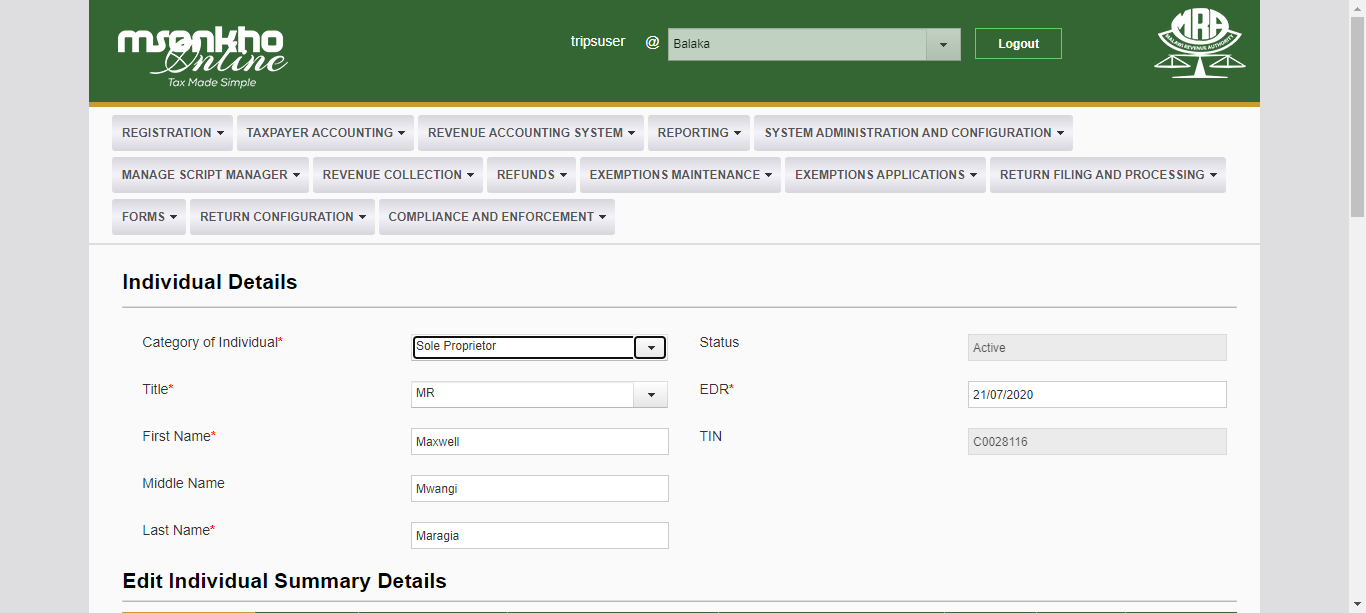 msonkho
Online
Tax Made Simple
tripsuser @ Balaka Logout
MRA
MALAWI REVENUE AUTHORITY
REGISTRATION TAXPAYER ACCOUNTING REVENUE ACCOUNTING SYSTEM REPORTING SYSTEM ADMINISTRATION AND CONFIGURATION
MANAGE SCRIPT MANAGER REVENUE COLLECTION REFUNDS EXEMPTIONS MAINTENANCE EXEMPTIONS APPLICATIONS RETURN FILING AND PROCESSING
FORMS RETURN CONFIGURATION COMPLIANCE AND ENFORCEMENT
Individual Details
Category of Individual* Sole Proprietor Status Active
Title* MR EDR* 21/07/2020
First Name* Maxwell TIN C0028116
Middle Name Mwangi
Last Name* Maragia
Edit Individual Summary Details